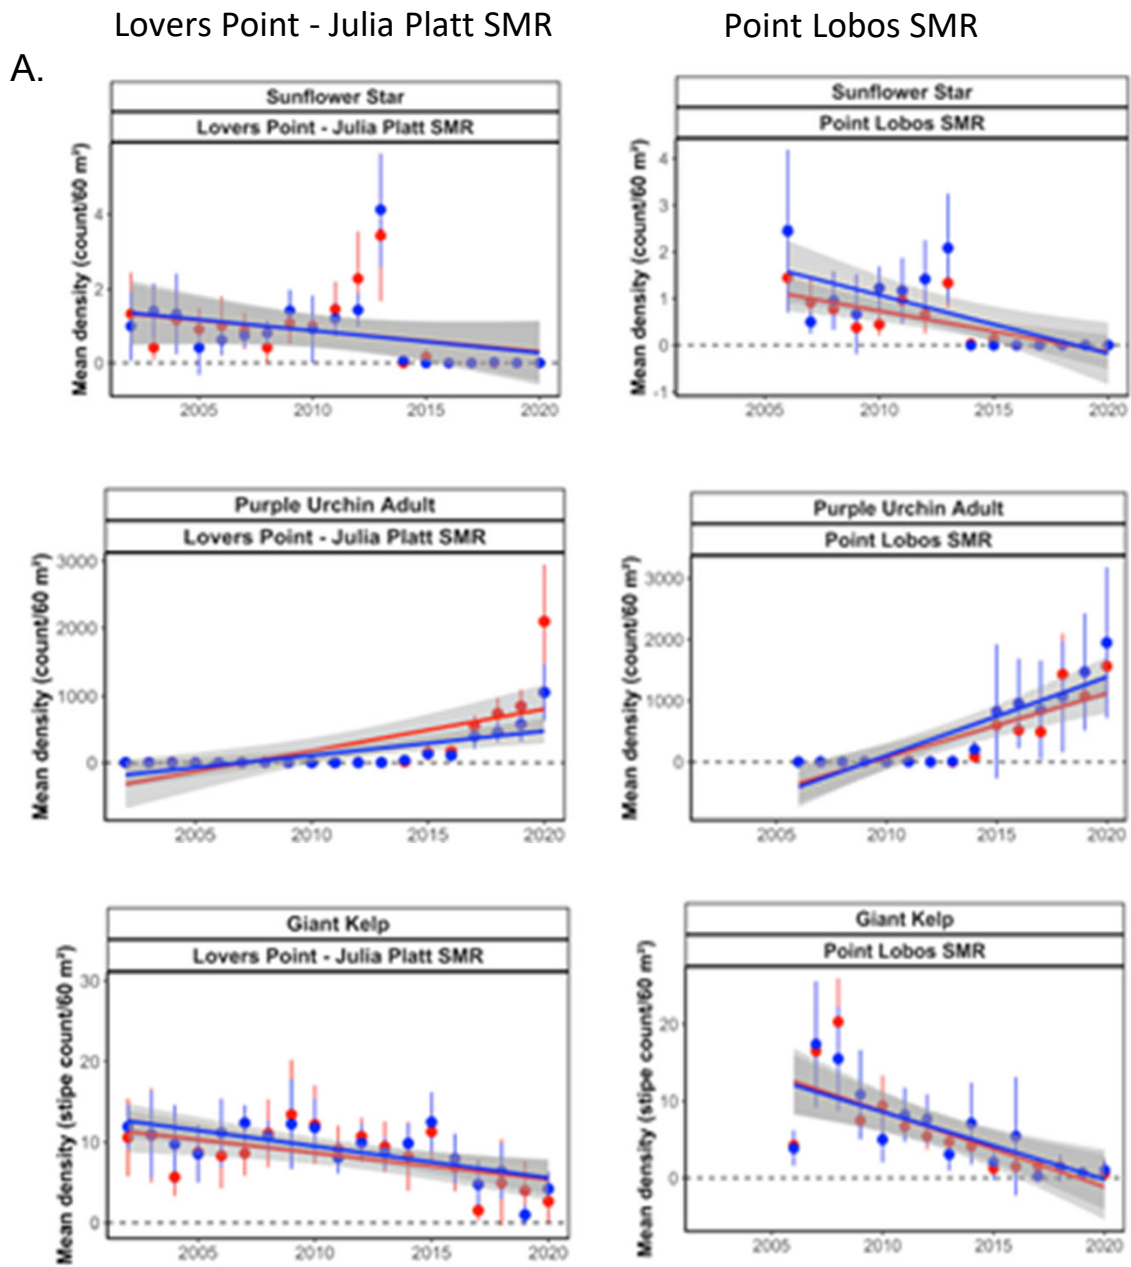 Lovers Point - Julia Platt SMR
Point Lobos SMR
A.
Sunflower Star
Lovers Point - Julia Platt SMR
Mean density (count/60 m²)
4
2
0
2005 2010 2015 2020
Sunflower Star
Point Lobos SMR
Mean density (count/60 m²)
4
3
2
1
0
-1
2005 2010 2015 2020
Purple Urchin Adult
Lovers Point - Julia Platt SMR
Mean density (count/60 m²)
3000
2000
1000
0
2005 2010 2015 2020
Purple Urchin Adult
Point Lobos SMR
Mean density (count/60 m²)
3000
2000
1000
0
2005 2010 2015 2020
Giant Kelp
Lovers Point - Julia Platt SMR
Mean density (stipe count/60 m²)
30
20
10
0
2005 2010 2015 2020
Giant Kelp
Point Lobos SMR
Mean density (stipe count/60 m²)
20
10
0
2005 2010 2015 2020